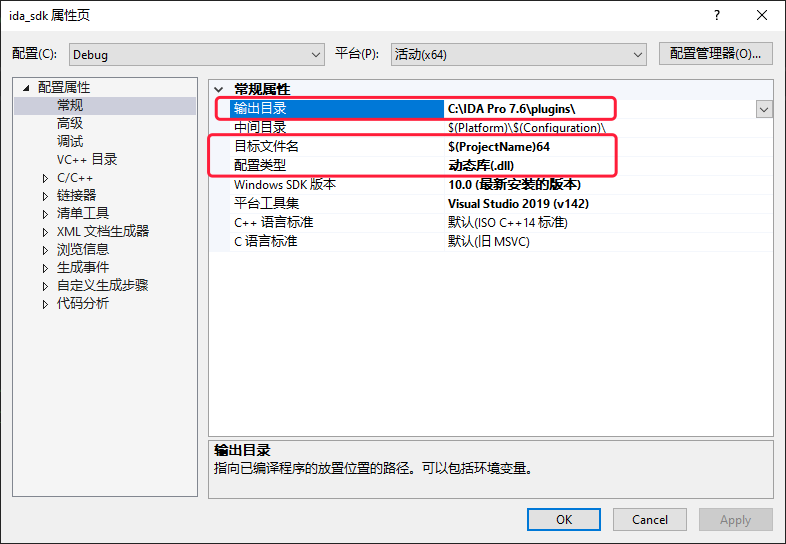 ida_sdk 属性页
配置(C): Debug 平台(P): 活动(x64) 配置管理器(O)...
配置属性
常规
高级
调试
VC++ 目录
C/C++
链接器
清单工具
XML 文档生成器
浏览信息
生成事件
自定义生成步骤
代码分析
常规属性
输出目录 C:\IDA Pro 7.6\plugins\
中间目录 $(Platform)\$(Configuration)\
目标文件名 $(ProjectName)64
配置类型 动态库(.dll)
Windows SDK 版本 10.0 (最新安装的版本)
平台工具集 Visual Studio 2019 (v142)
C++ 语言标准 默认(ISO C++14 标准)
C 语言标准 默认(旧 MSVC)
输出目录
指向已编译程序的放置位置的路径。可以包括环境变量。
OK Cancel Apply